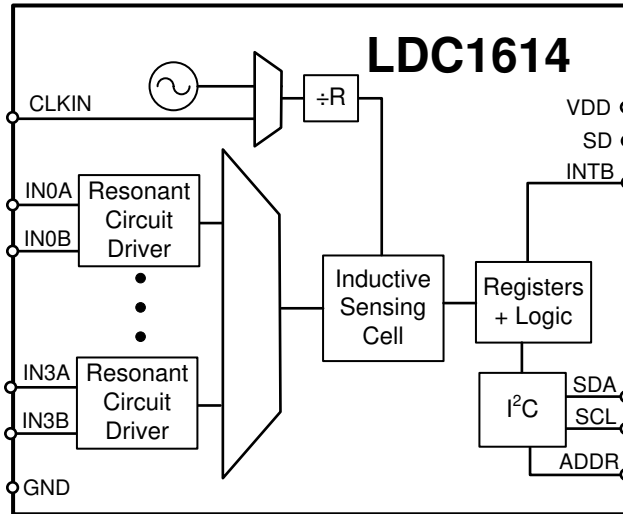 LDC1614
CLKIN
÷R
VDD
SD
INTB
IN0A
IN0B
Resonant
Circuit
Driver
Inductive
Sensing
Cell
Registers
+ Logic
IN3A
IN3B
Resonant
Circuit
Driver
I²C
SDA
SCL
ADDR
GND